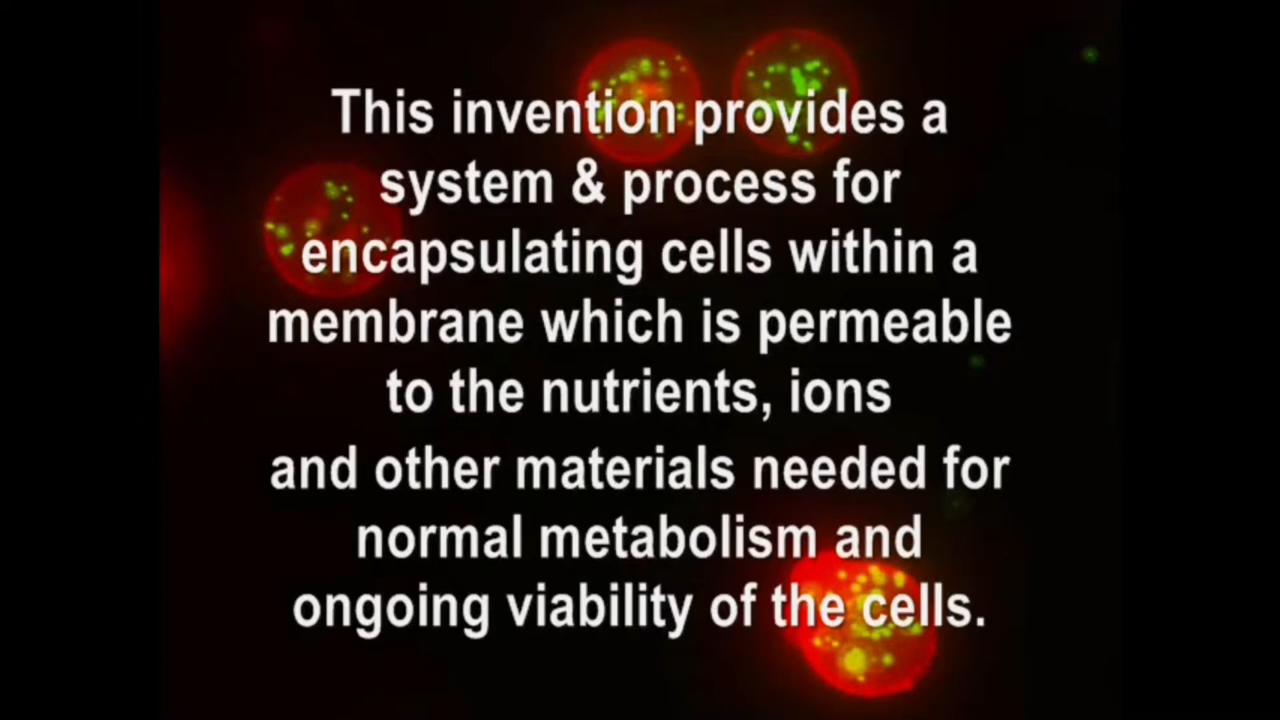 This invention provides a
system & process for
encapsulating cells within a
membrane which is permeable
to the nutrients, ions
and other materials needed for
normal metabolism and
ongoing viability of the cells.